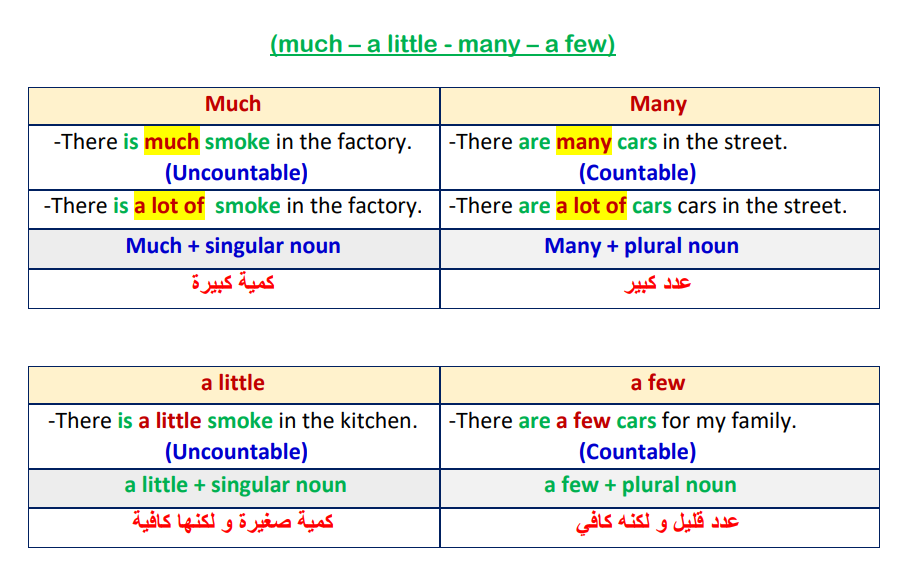 (much – a little - many – a few)
Much
Many
-There is much smoke in the factory.
(Uncountable)
-There are many cars in the street.
(Countable)
-There is a lot of smoke in the factory.
-There are a lot of cars cars in the street.
Much + singular noun
Many + plural noun
كمية كبيرة
عدد كبير
a little
a few
-There is a little smoke in the kitchen.
(Uncountable)
-There are a few cars for my family.
(Countable)
a little + singular noun
a few + plural noun
كمية صغيرة و لكنها كافية
عدد قليل و لكنه كافي